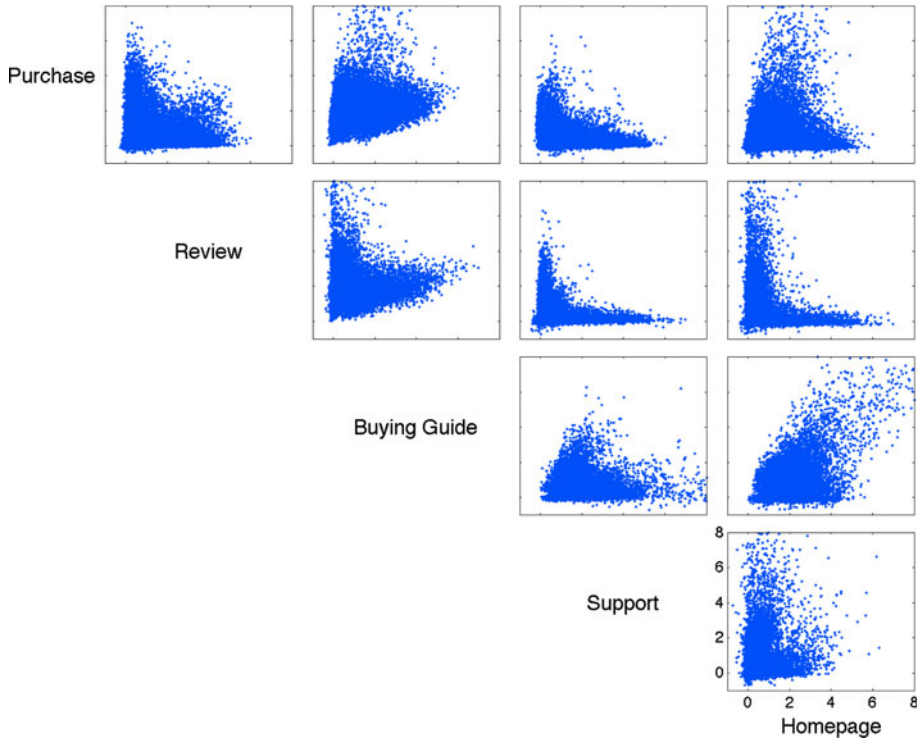 Purchase
Review
Buying Guide
8
6
4
Support
2
0
0 2 4 6 8
Homepage